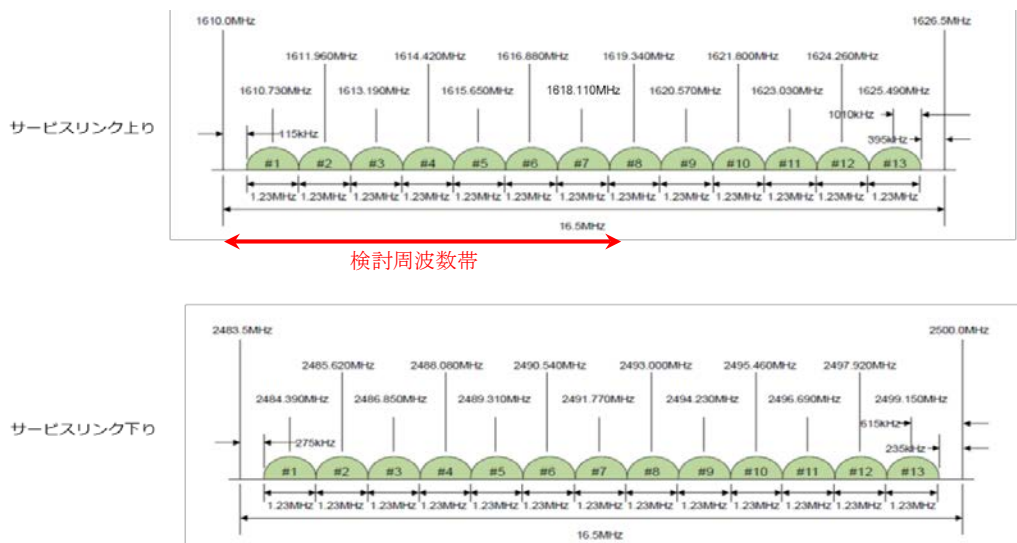 1610.0MHz 1626.5MHz
1611.960MHz 1614.420MHz 1616.880MHz 1619.340MHz 1621.800MHz 1624.260MHz
1610.730MHz 1613.190MHz 1615.650MHz 1618.110MHz 1620.570MHz 1623.030MHz 1625.490MHz
1010kHz
サービスリンク上り
115kHz 395kHz
#1 #2 #3 #4 #5 #6 #7 #8 #9 #10 #11 #12 #13
1.23MHz 1.23MHz 1.23MHz 1.23MHz 1.23MHz 1.23MHz 1.23MHz 1.23MHz 1.23MHz 1.23MHz 1.23MHz 1.23MHz 1.23MHz
16.5MHz
検討周波数帯
2483.5MHz 2500.0MHz
2485.620MHz 2488.080MHz 2490.540MHz 2493.000MHz 2495.460MHz 2497.920MHz
2484.390MHz 2486.850MHz 2489.310MHz 2491.770MHz 2494.230MHz 2496.690MHz 2499.150MHz
615kHz
サービスリンク下り
275kHz 235kHz
#1 #2 #3 #4 #5 #6 #7 #8 #9 #10 #11 #12 #13
1.23MHz 1.23MHz 1.23MHz 1.23MHz 1.23MHz 1.23MHz 1.23MHz 1.23MHz 1.23MHz 1.23MHz 1.23MHz 1.23MHz 1.23MHz
16.5MHz